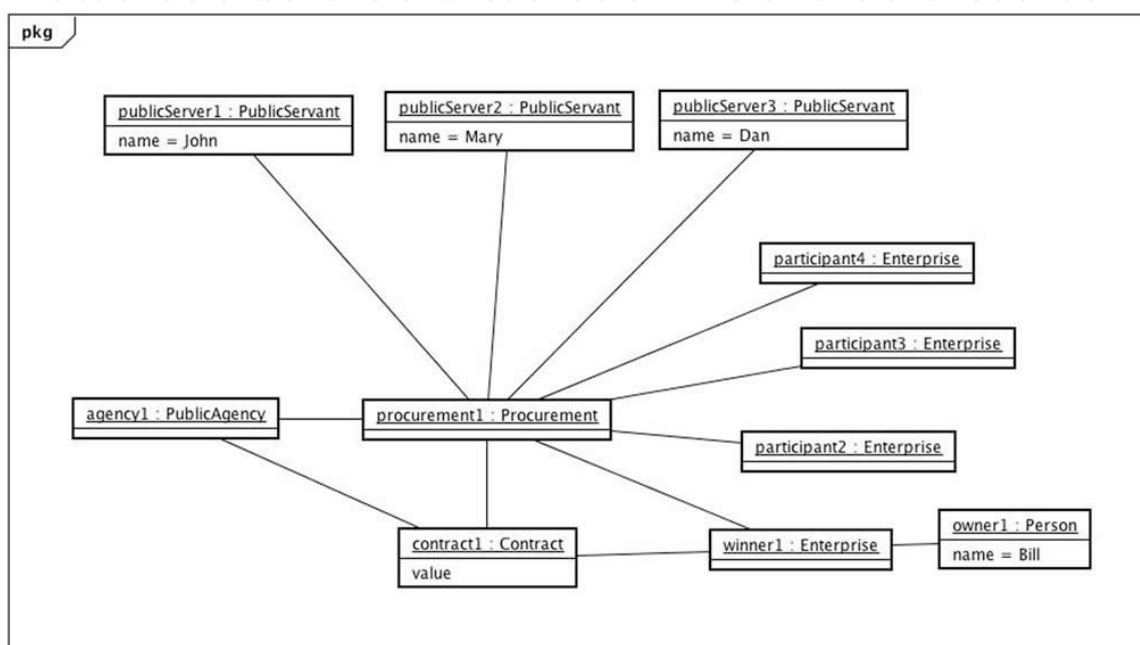 pkg
publicServer1 : PublicServant
name = John
publicServer2 : PublicServant
name = Mary
publicServer3 : PublicServant
name = Dan
participant4 : Enterprise
participant3 : Enterprise
agency1 : PublicAgency
procurement1 : Procurement
participant2 : Enterprise
contract1 : Contract
value
winner1 : Enterprise
owner1 : Person
name = Bill